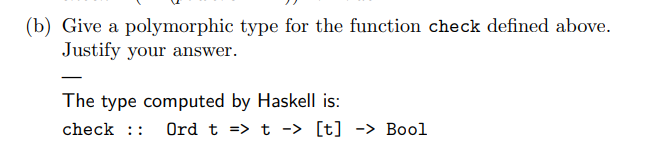 (b) Give a polymorphic type for the function check defined above.
Justify your answer.
—
The type computed by Haskell is:
check :: Ord t => t -> [t] -> Bool